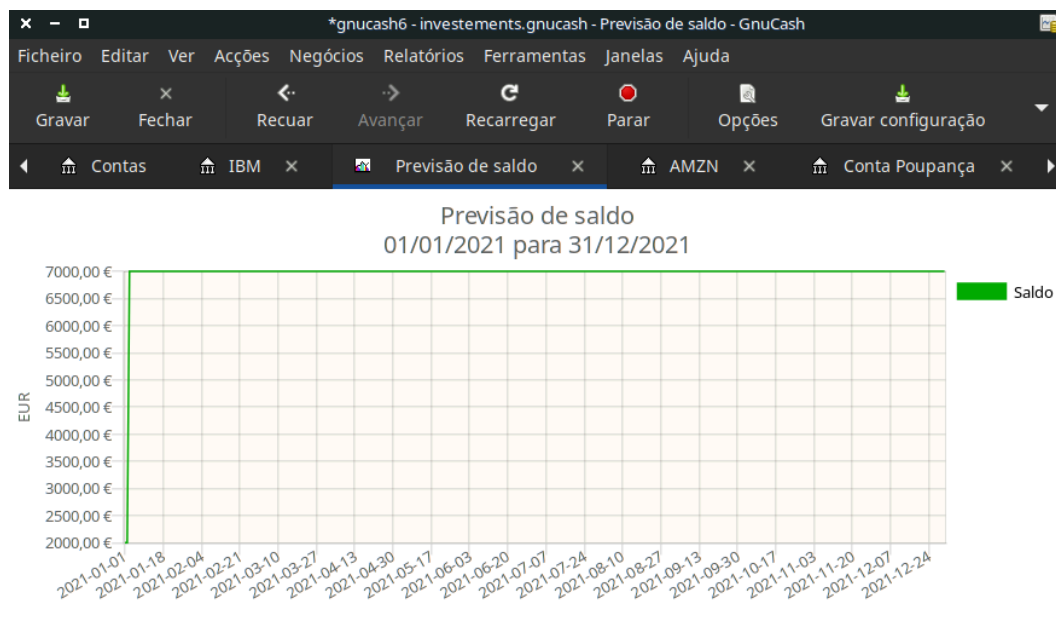 *gnucash6 - investements.gnucash - Previsão de saldo - GnuCash
Ficheiro Editar Ver Acções Negócios Relatórios Ferramentas Janelas Ajuda
Gravar Fechar Recuar Avançar Recarregar Parar Opções Gravar configuração
Contas IBM Previsão de saldo AMZN Conta Poupança
Previsão de saldo
01/01/2021 para 31/12/2021
7000,00 €
6500,00 €
6000,00 €
5500,00 €
5000,00 €
4500,00 €
4000,00 €
3500,00 €
3000,00 €
2500,00 €
2000,00 €
EUR
Saldo
2021-01-01 2021-01-18 2021-02-04 2021-02-21 2021-03-10 2021-03-27 2021-04-13 2021-04-30 2021-05-17 2021-06-03 2021-06-20 2021-07-07 2021-07-24 2021-08-10 2021-08-27 2021-09-13 2021-09-30 2021-10-17 2021-11-03 2021-11-20 2021-12-07 2021-12-24